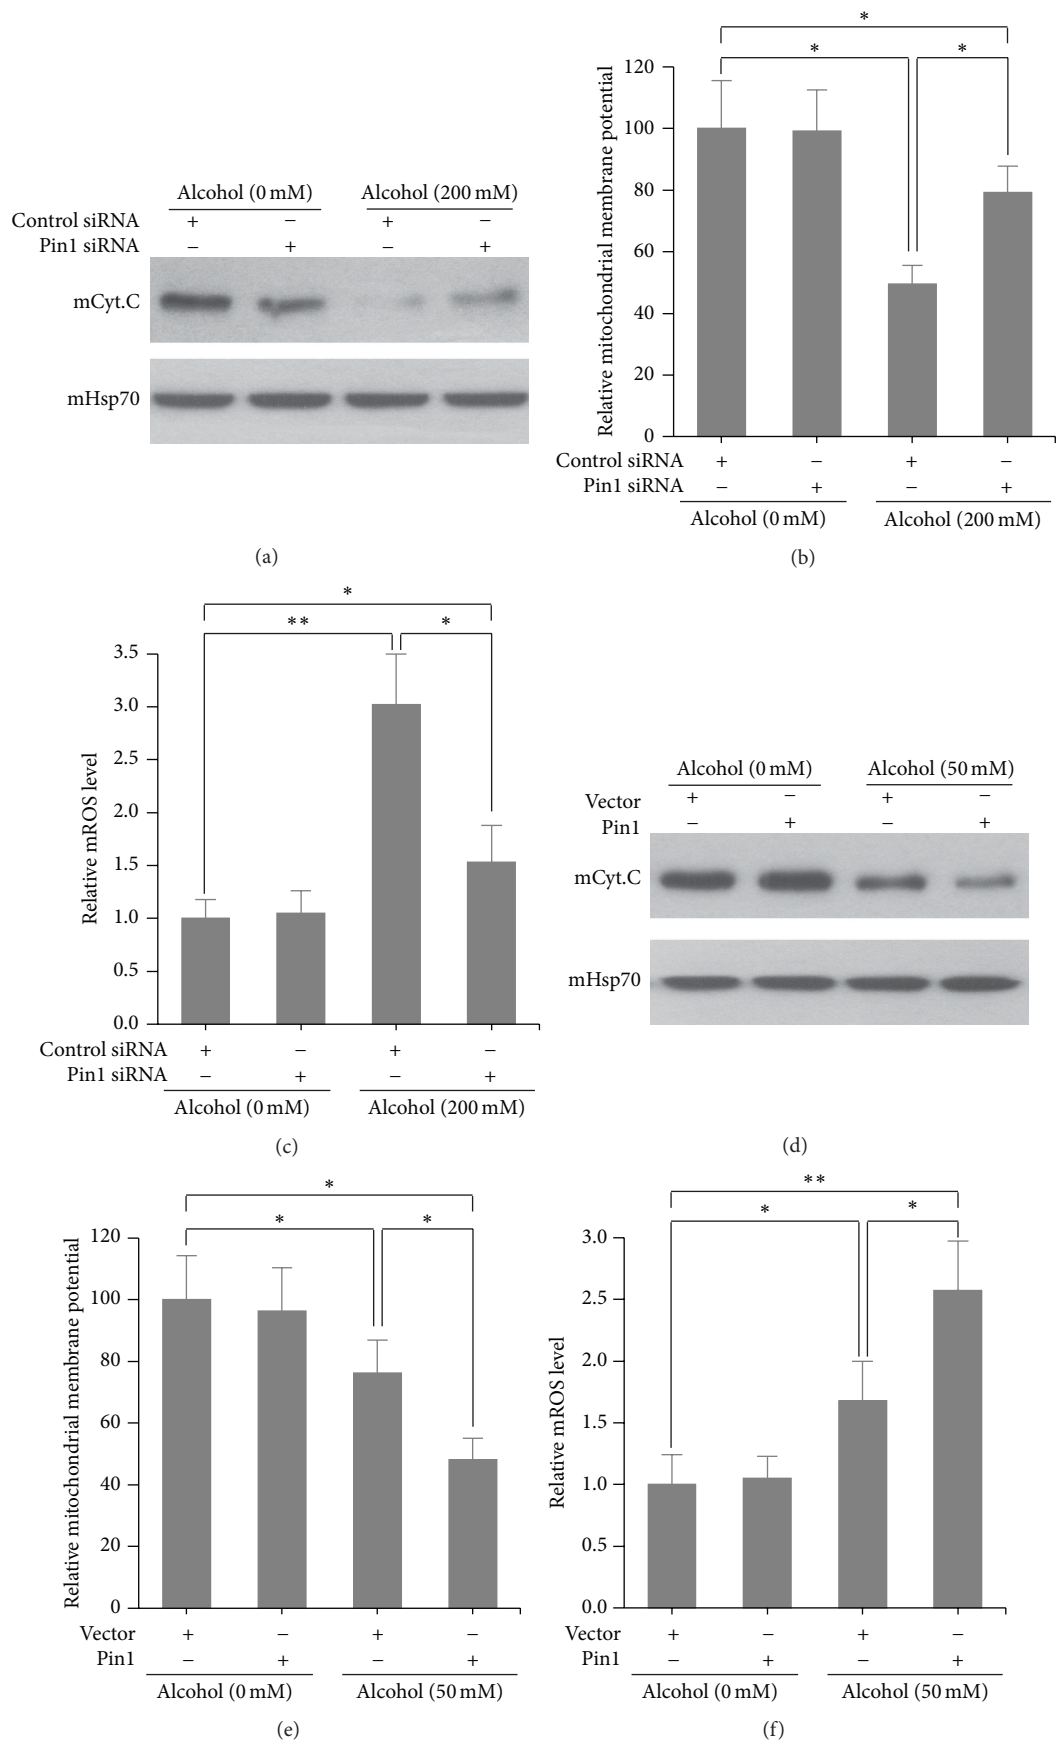 Alcohol (0 mM) Alcohol (200 mM)
Control siRNA + − + −
Pin1 siRNA − + − +
mCyt.C
mHsp70
(a)
* 
* *
Relative mitochondrial membrane potential
120
100
80
60
40
20
0
Control siRNA + − + −
Pin1 siRNA − + − +
Alcohol (0 mM) Alcohol (200 mM)
(b)
*
** *
Relative mROS level
3.5
3.0
2.5
2.0
1.5
1.0
0.5
0.0
Control siRNA + − + −
Pin1 siRNA − + − +
Alcohol (0 mM) Alcohol (200 mM)
(c)
Alcohol (0 mM) Alcohol (50 mM)
Vector + − + −
Pin1 − + − +
mCyt.C
mHsp70
(d)
*
* *
Relative mitochondrial membrane potential
120
100
80
60
40
20
0
Vector + − + −
Pin1 − + − +
Alcohol (0 mM) Alcohol (50 mM)
(e)
**
* *
Relative mROS level
3.0
2.5
2.0
1.5
1.0
0.5
0.0
Vector + − + −
Pin1 − + − +
Alcohol (0 mM) Alcohol (50 mM)
(f)